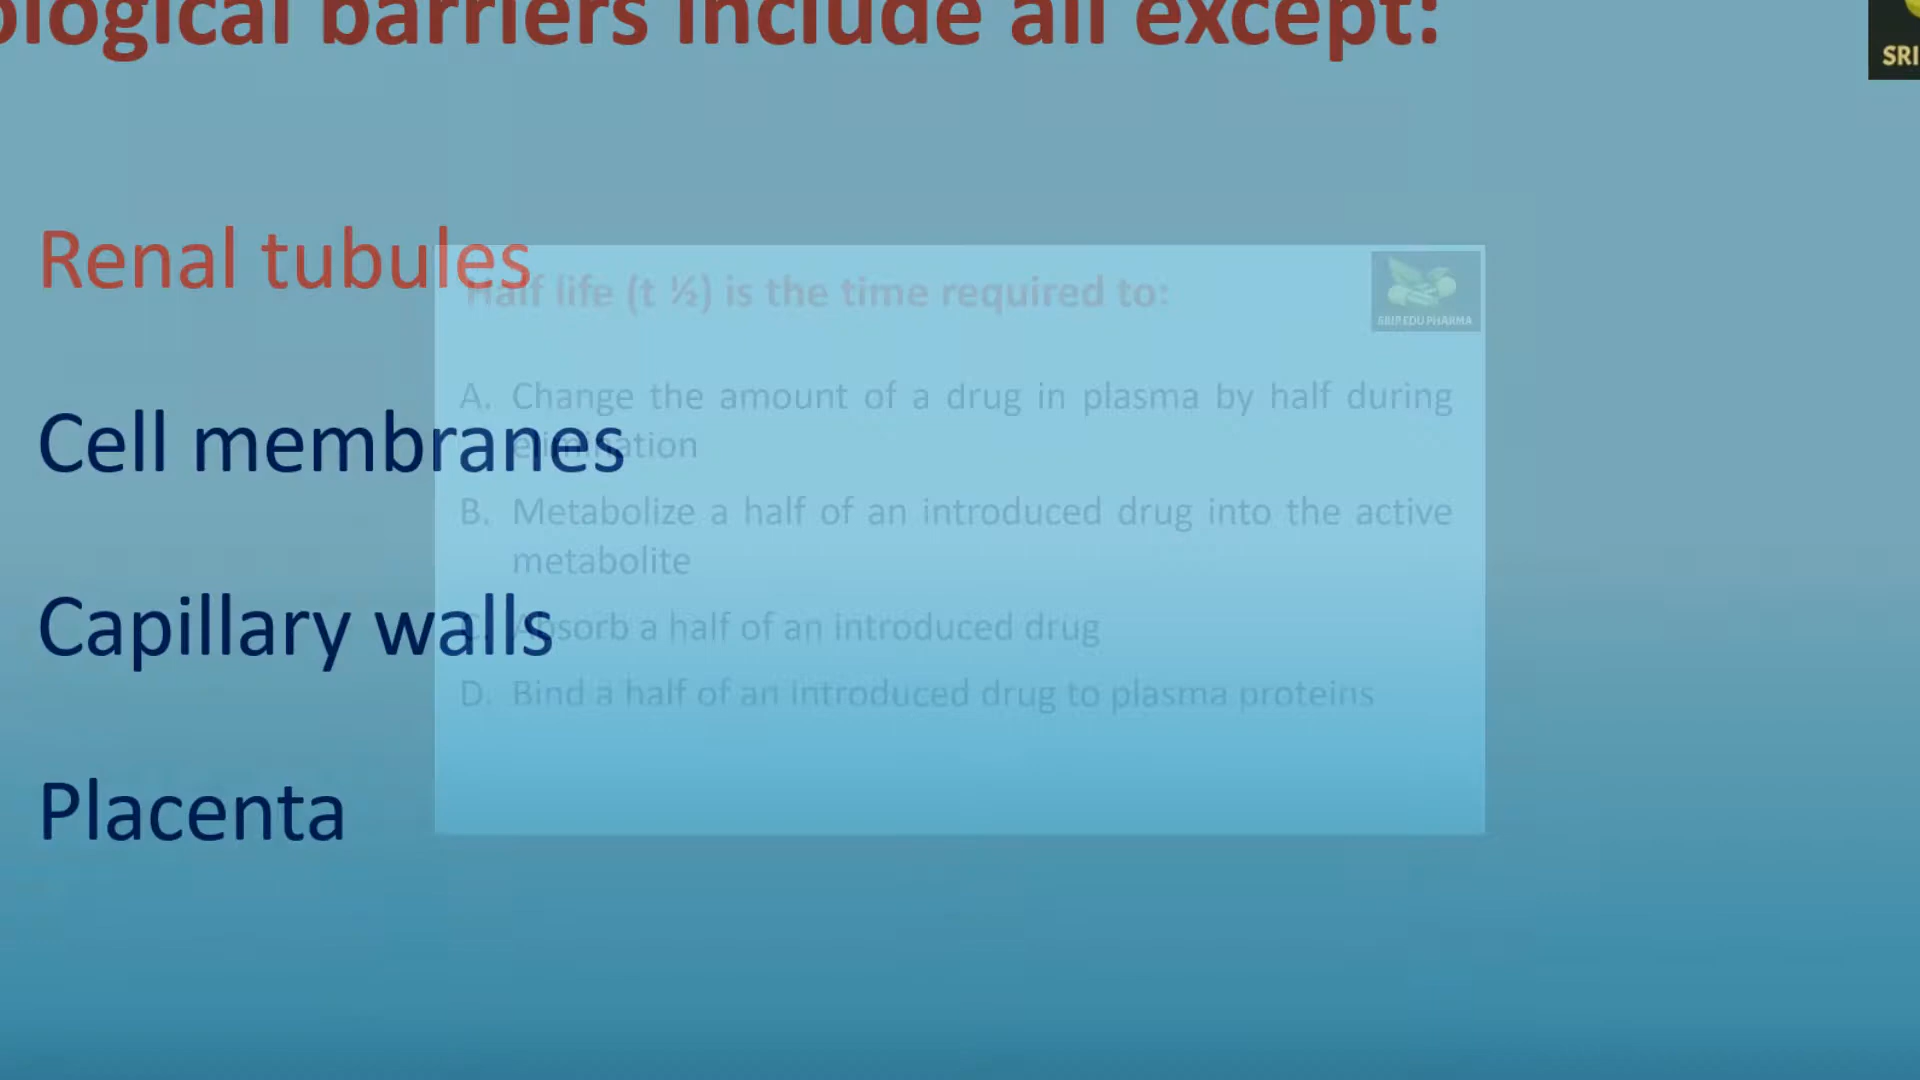 ological barriers include all except:
SRI
Renal tubules
Cell membranes
Capillary walls
Placenta
Half life (t ½) is the time required to:
SRIP EDU PHARMA
A. Change the amount of a drug in plasma by half during
elimination
B. Metabolize a half of an introduced drug into the active
metabolite
C. Absorb a half of an introduced drug
D. Bind a half of an introduced drug to plasma proteins